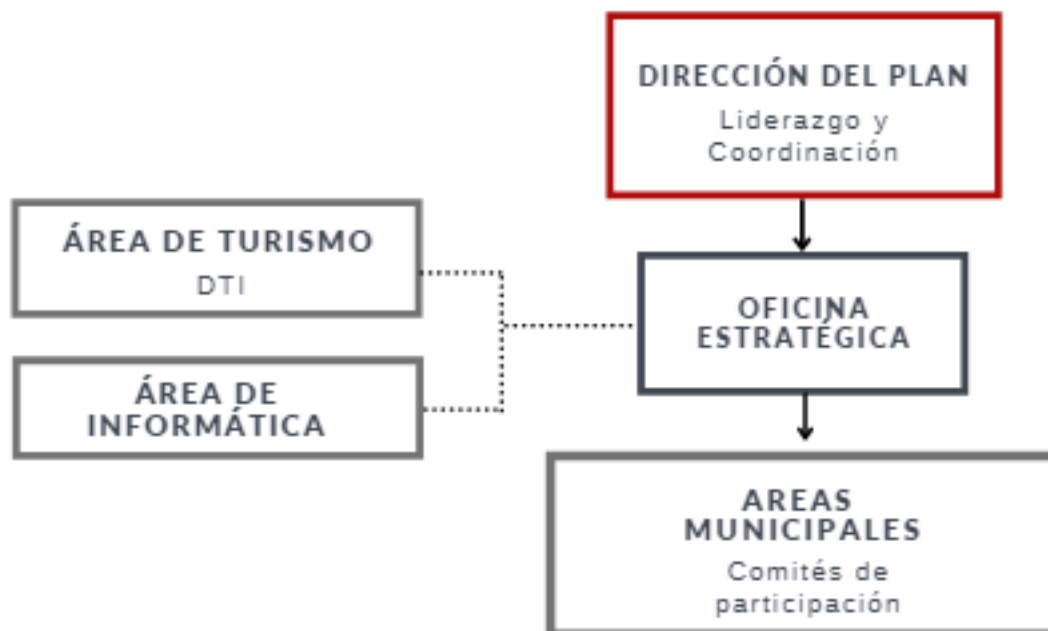 DIRECCIÓN DEL PLAN
Liderazgo y
Coordinación
ÁREA DE TURISMO
DTI
OFICINA
ESTRATÉGICA
ÁREA DE
INFORMÁTICA
AREAS
MUNICIPALES
Comités de
participación